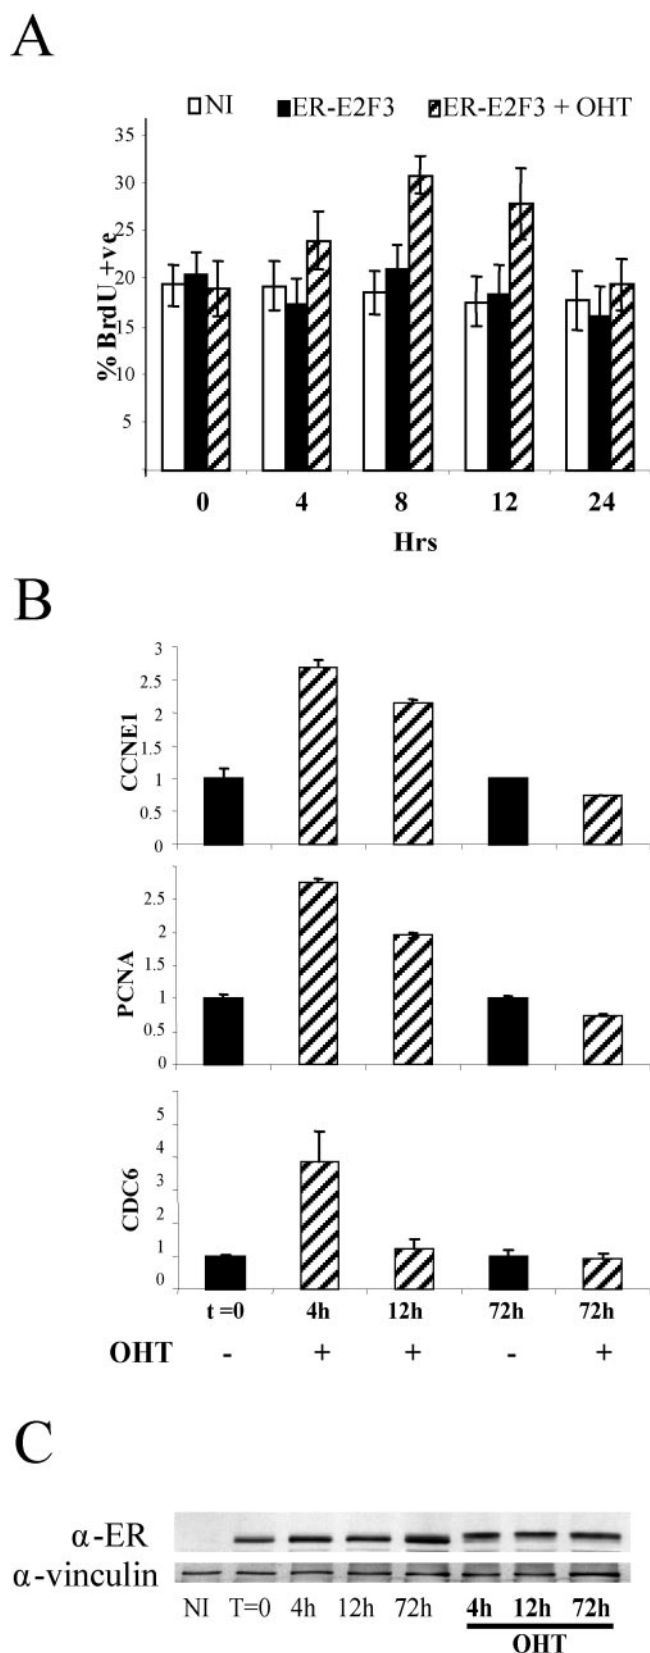 A
NI ER-E2F3 ER-E2F3 + OHT
% BrdU +ve
35
30
25
20
15
10
5
0 4 8 12 24
Hrs
B
CCNE1
3
2.5
2
1.5
1
0.5
0
PCNA
2.5
2
1.5
1
0.5
0
CDC6
5
4
3
2
1
0
t =0 4h 12h 72h 72h
OHT - + + - +
C
α-ER
α-vinculin
NI T=0 4h 12h 72h 4h 12h 72h
OHT